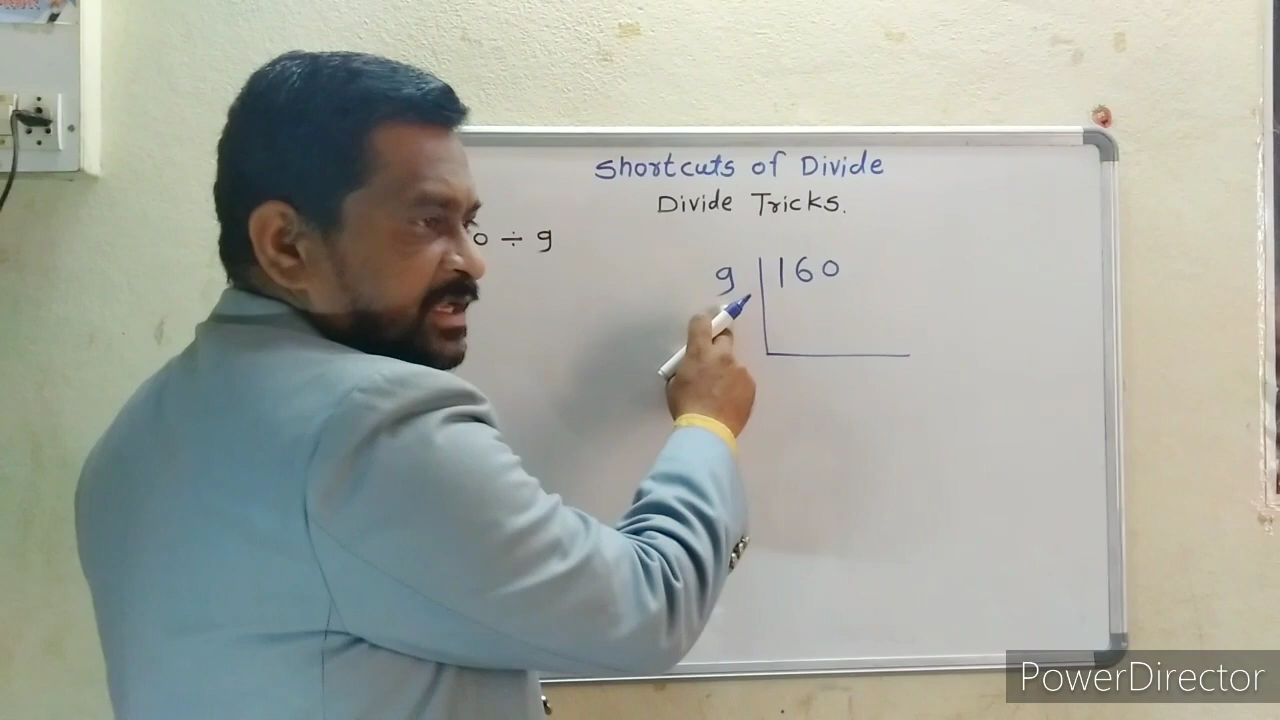 Shortcuts of Divide
Divide Tricks.
0 ÷ 9
9 160
PowerDirector